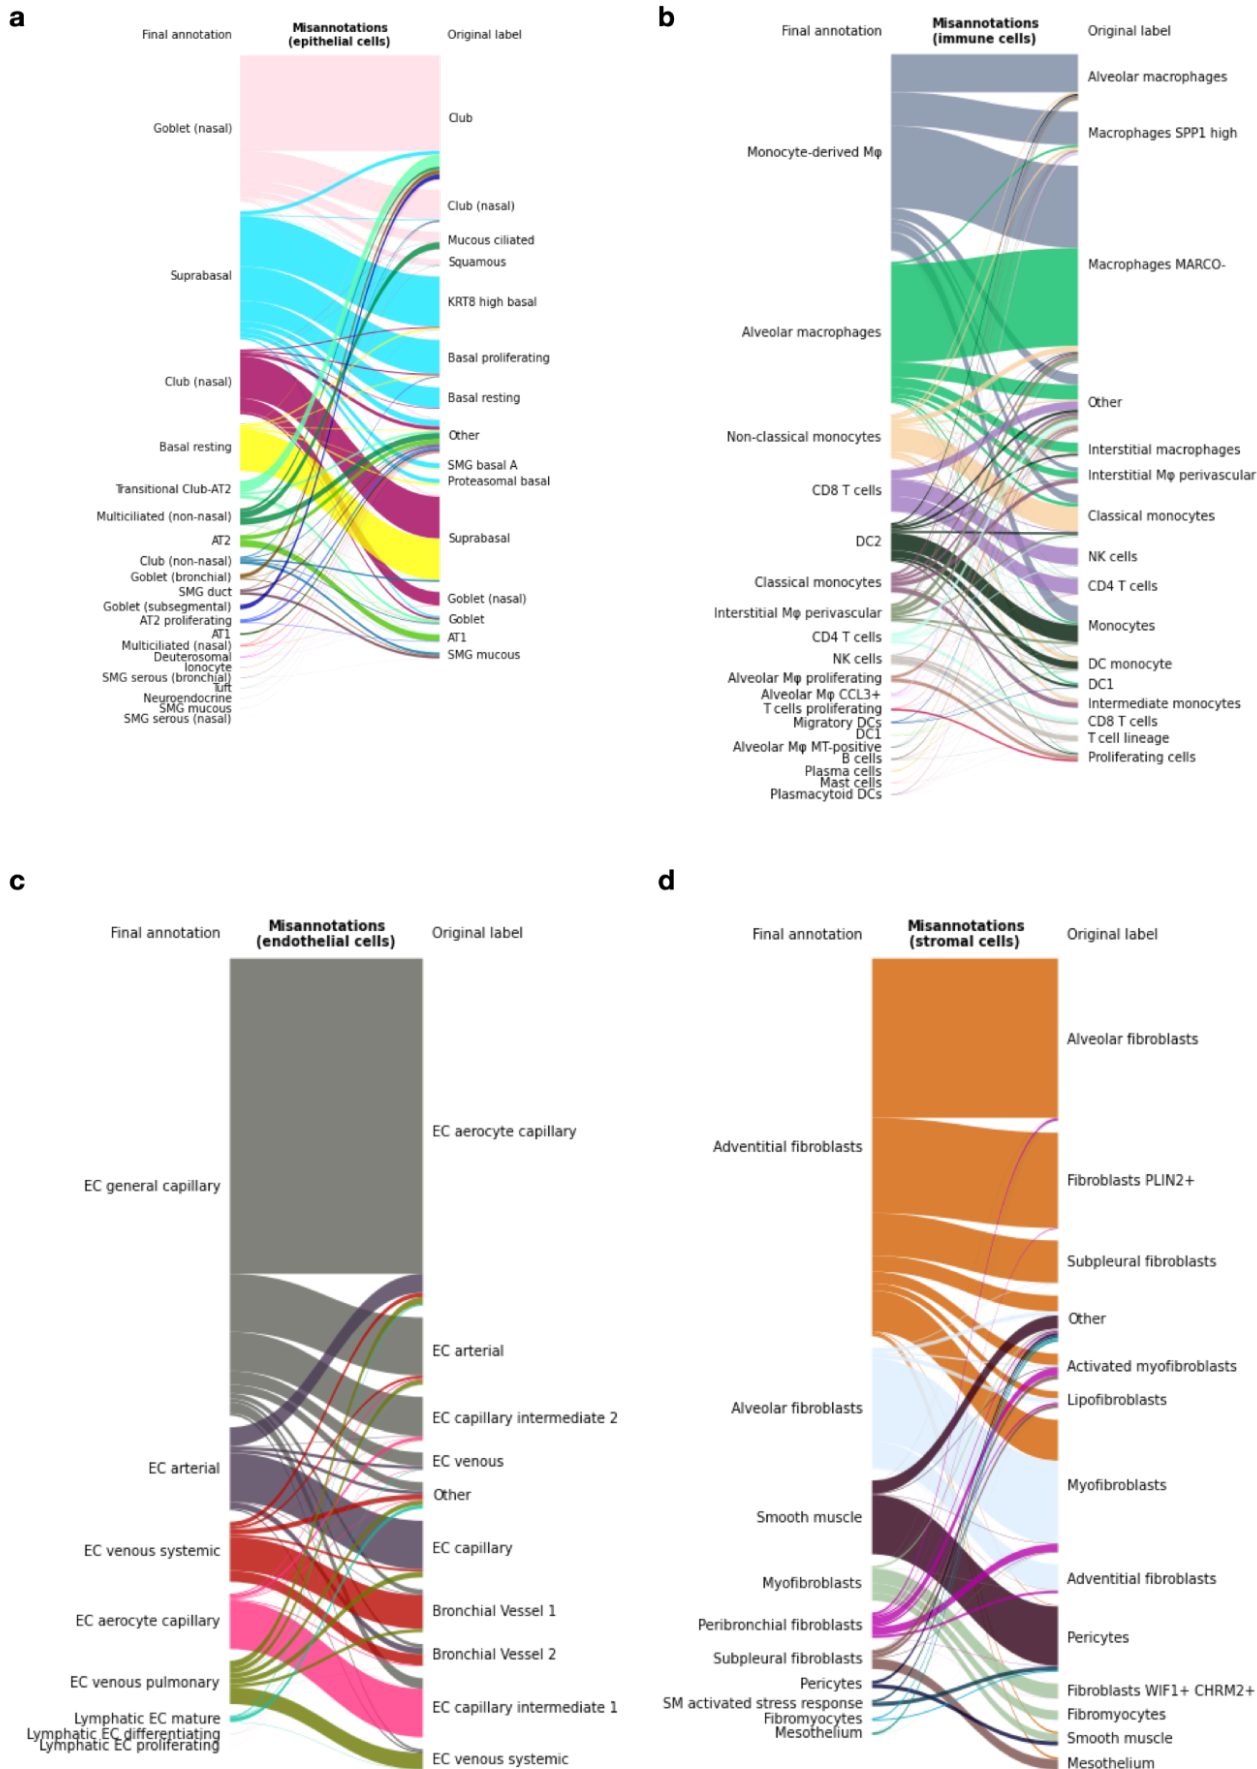 a
Final annotation
Misannotations
(epithelial cells)
Original label
Goblet (nasal)
Suprabasal
Club (nasal)
Basal resting
Transitional Club-AT2
Multiciliated (non-nasal)
AT2
Club (non-nasal)
Goblet (bronchial)
SMG duct
Goblet (subsegmental)
AT2 proliferating
AT1
Multiciliated (nasal)
Deuterosomal
Ionocyte
SMG serous (bronchial)
Tuft
Neuroendocrine
SMG mucous
SMG serous (nasal)
Club
Club (nasal)
Mucous ciliated
Squamous
KRT8 high basal
Basal proliferating
Basal resting
Other
SMG basal A
Proteasomal basal
Suprabasal
Goblet (nasal)
Goblet
AT1
SMG mucous
b
Final annotation
Misannotations
(immune cells)
Original label
Monocyte-derived Mφ
Alveolar macrophages
Non-classical monocytes
CD8 T cells
DC2
Classical monocytes
Interstitial Mφ perivascular
CD4 T cells
NK cells
Alveolar Mφ proliferating
Alveolar Mφ CCL3+
T cells proliferating
Migratory DCs
DC1
Alveolar Mφ MT-positive
B cells
Plasma cells
Mast cells
Plasmacytoid DCs
Alveolar macrophages
Macrophages SPP1 high
Macrophages MARCO-
Other
Interstitial macrophages
Interstitial Mφ perivascular
Classical monocytes
NK cells
CD4 T cells
Monocytes
DC monocyte
DC1
Intermediate monocytes
CD8 T cells
T cell lineage
Proliferating cells
c
Final annotation
Misannotations
(endothelial cells)
Original label
EC general capillary
EC arterial
EC venous systemic
EC aerocyte capillary
EC venous pulmonary
Lymphatic EC mature
Lymphatic EC differentiating
Lymphatic EC proliferating
EC aerocyte capillary
EC arterial
EC capillary intermediate 2
EC venous
Other
EC capillary
Bronchial Vessel 1
Bronchial Vessel 2
EC capillary intermediate 1
EC venous systemic
d
Final annotation
Misannotations
(stromal cells)
Original label
Adventitial fibroblasts
Alveolar fibroblasts
Smooth muscle
Myofibroblasts
Peribronchial fibroblasts
Subpleural fibroblasts
Pericytes
SM activated stress response
Fibromyocytes
Mesothelium
Alveolar fibroblasts
Fibroblasts PLIN2+
Subpleural fibroblasts
Other
Activated myofibroblasts
Lipofibroblasts
Myofibroblasts
Adventitial fibroblasts
Pericytes
Fibroblasts WIF1+ CHRM2+
Fibromyocytes
Smooth muscle
Mesothelium